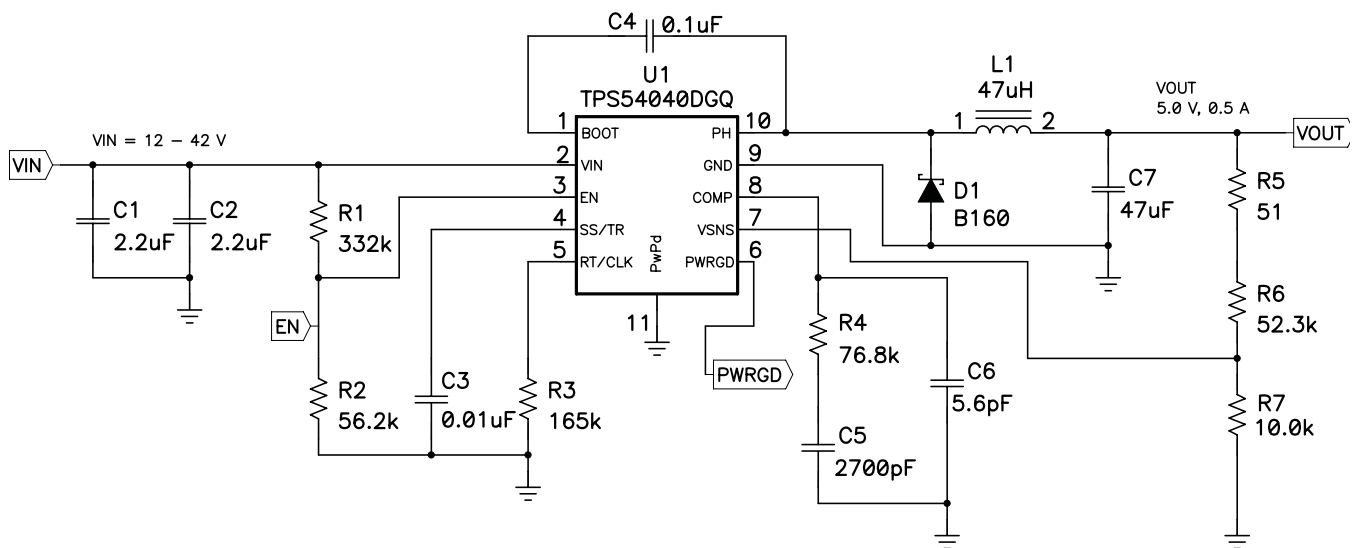 C4 0.1uF
U1
TPS54040DGQ
L1
47uH
VOUT
5.0 V, 0.5 A
VIN = 12 – 42 V
1 BOOT PH 10
1 2
VOUT
VIN
2 VIN GND 9
3 EN COMP 8
4 SS/TR VSNS 7
5 RT/CLK PWRGD 6
PwPd
11
C1
2.2uF
C2
2.2uF
R1
332k
D1
B160
C7
47uF
R5
51
R6
52.3k
EN
R4
76.8k
PWRGD
R2
56.2k
C3
0.01uF
R3
165k
C6
5.6pF
R7
10.0k
C5
2700pF